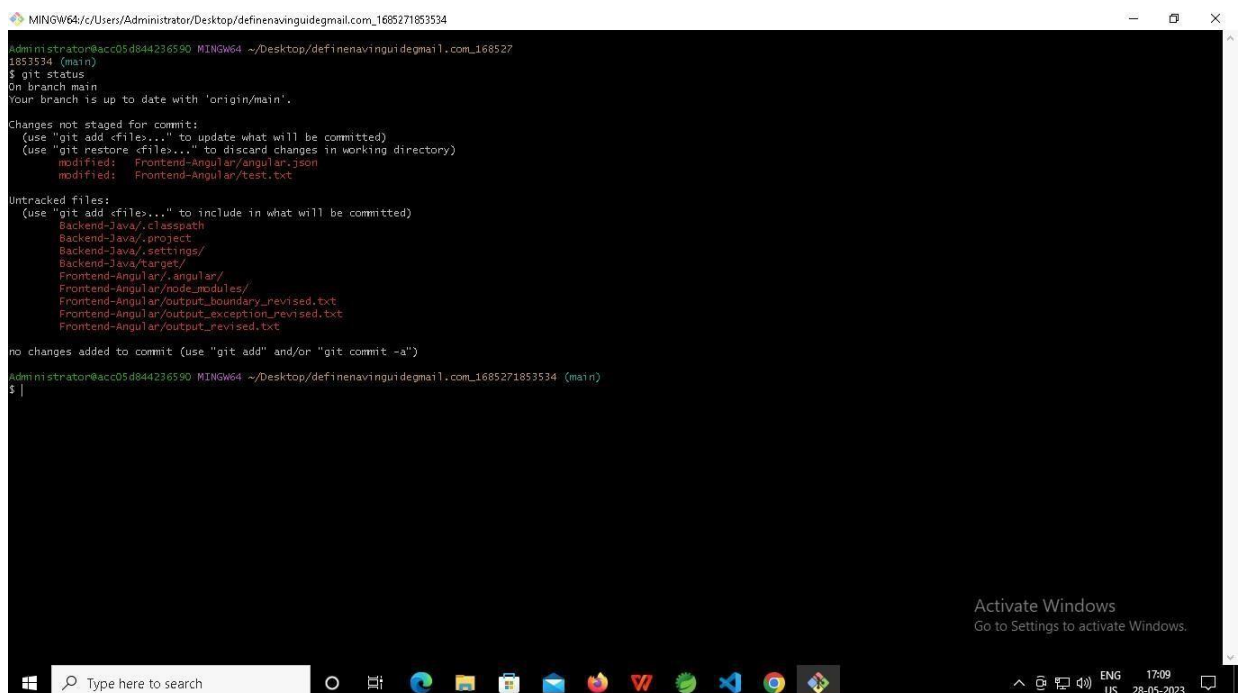 MINGW64:/c/Users/Administrator/Desktop/definenavinguidegmail.com_1685271853534
Administrator@acc05d844236590 MINGW64 ~/Desktop/definenavinguidegmail.com_168527
1853534 (main)
$ git status
On branch main
Your branch is up to date with 'origin/main'.
Changes not staged for commit:
(use "git add <file>..." to update what will be committed)
(use "git restore <file>..." to discard changes in working directory)
modified: Frontend-Angular/angular.json
modified: Frontend-Angular/test.txt
Untracked files:
(use "git add <file>..." to include in what will be committed)
Backend-Java/.classpath
Backend-Java/.project
Backend-Java/.settings/
Backend-Java/target/
Frontend-Angular/.angular/
Frontend-Angular/node_modules/
Frontend-Angular/output_boundary_revised.txt
Frontend-Angular/output_exception_revised.txt
Frontend-Angular/output_revised.txt
no changes added to commit (use "git add" and/or "git commit -a")
Administrator@acc05d844236590 MINGW64 ~/Desktop/definenavinguidegmail.com_1685271853534 (main)
$
Activate Windows
Go to Settings to activate Windows.
Type here to search
ENG 17:09
US 28-05-2023